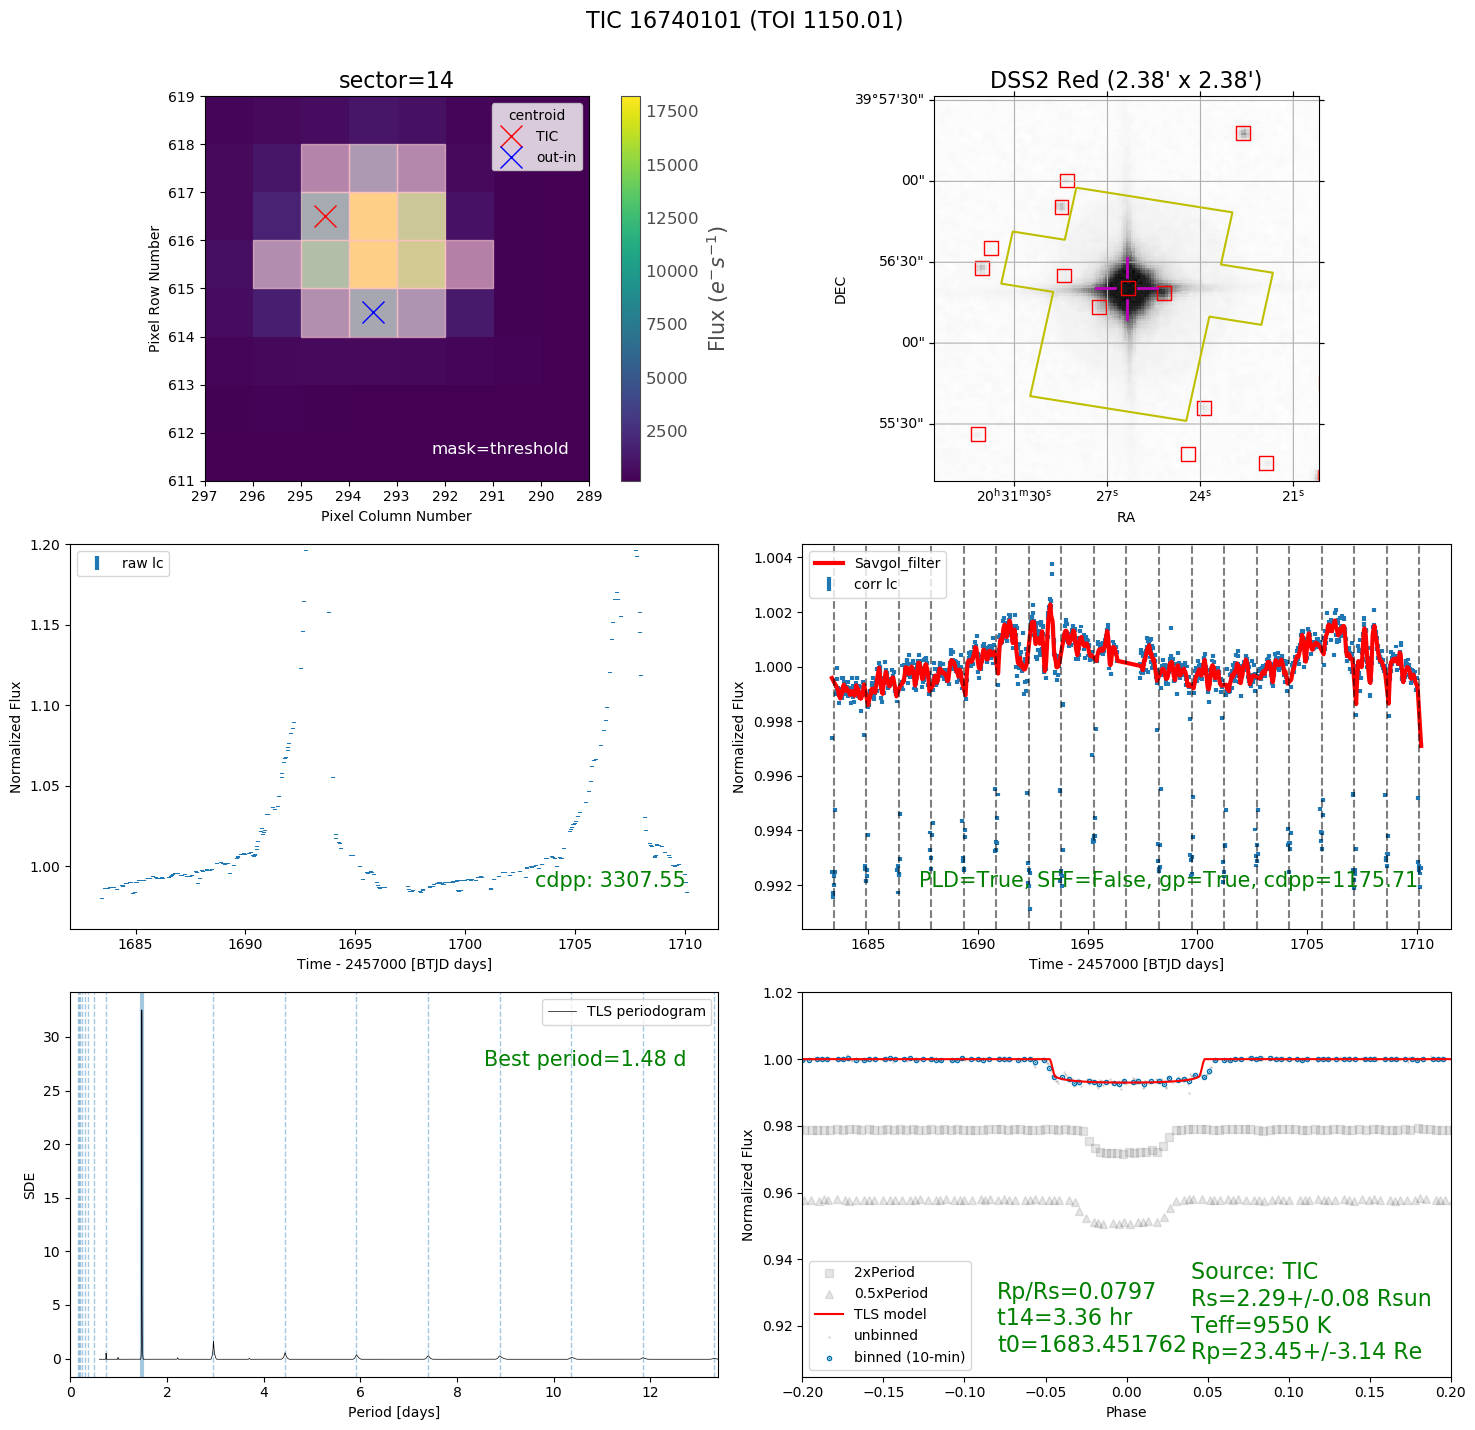 TIC 16740101 (TOI 1150.01)
sector=14
619
618
617
616
615
614
613
612
611
297 296 295 294 293 292 291 290 289
Pixel Row Number
Pixel Column Number
centroid
TIC
out-in
mask=threshold
17500
15000
12500
10000
7500
5000
2500
Flux (e⁻ s⁻¹)
DSS2 Red (2.38' x 2.38')
39°57'30"
00"
56'30"
00"
55'30"
DEC
20ʰ31ᵐ30ˢ 27ˢ 24ˢ 21ˢ
RA
raw lc
1.20
1.15
1.10
1.05
1.00
Normalized Flux
cdpp: 3307.55
1685 1690 1695 1700 1705 1710
Time - 2457000 [BTJD days]
Savgol_filter
corr lc
1.004
1.002
1.000
0.998
0.996
0.994
0.992
Normalized Flux
PLD=True, SFF=False, gp=True, cdpp=1175.71
1685 1690 1695 1700 1705 1710
Time - 2457000 [BTJD days]
TLS periodogram
Best period=1.48 d
30
25
20
15
10
5
0
SDE
0 2 4 6 8 10 12
Period [days]
1.02
1.00
0.98
0.96
0.94
0.92
Normalized Flux
2xPeriod
0.5xPeriod
TLS model
unbinned
binned (10-min)
Rp/Rs=0.0797
t14=3.36 hr
t0=1683.451762
Source: TIC
Rs=2.29+/-0.08 Rsun
Teff=9550 K
Rp=23.45+/-3.14 Re
−0.20 −0.15 −0.10 −0.05 0.00 0.05 0.10 0.15 0.20
Phase